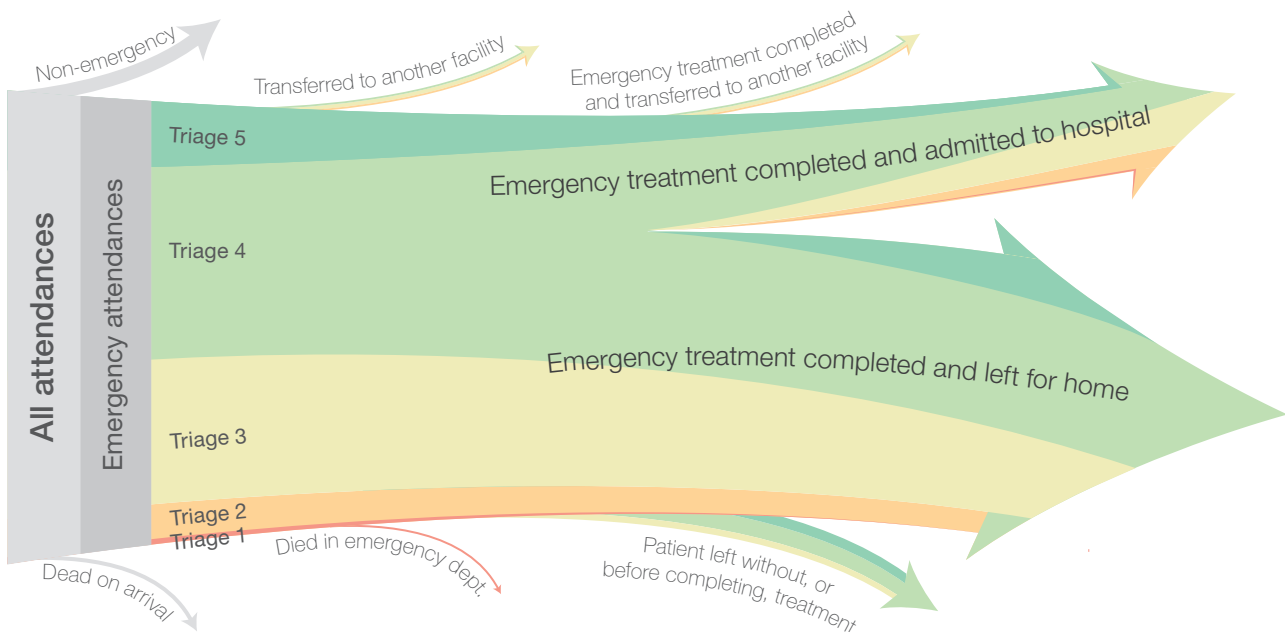 Non-emergency
Transferred to another facility
Emergency treatment completed
and transferred to another facility
All attendances
Emergency attendances
Triage 5
Triage 4
Triage 3
Triage 2
Triage 1
Emergency treatment completed and admitted to hospital
Emergency treatment completed and left for home
Dead on arrival
Died in emergency dept.
Patient left without, or
before completing, treatment